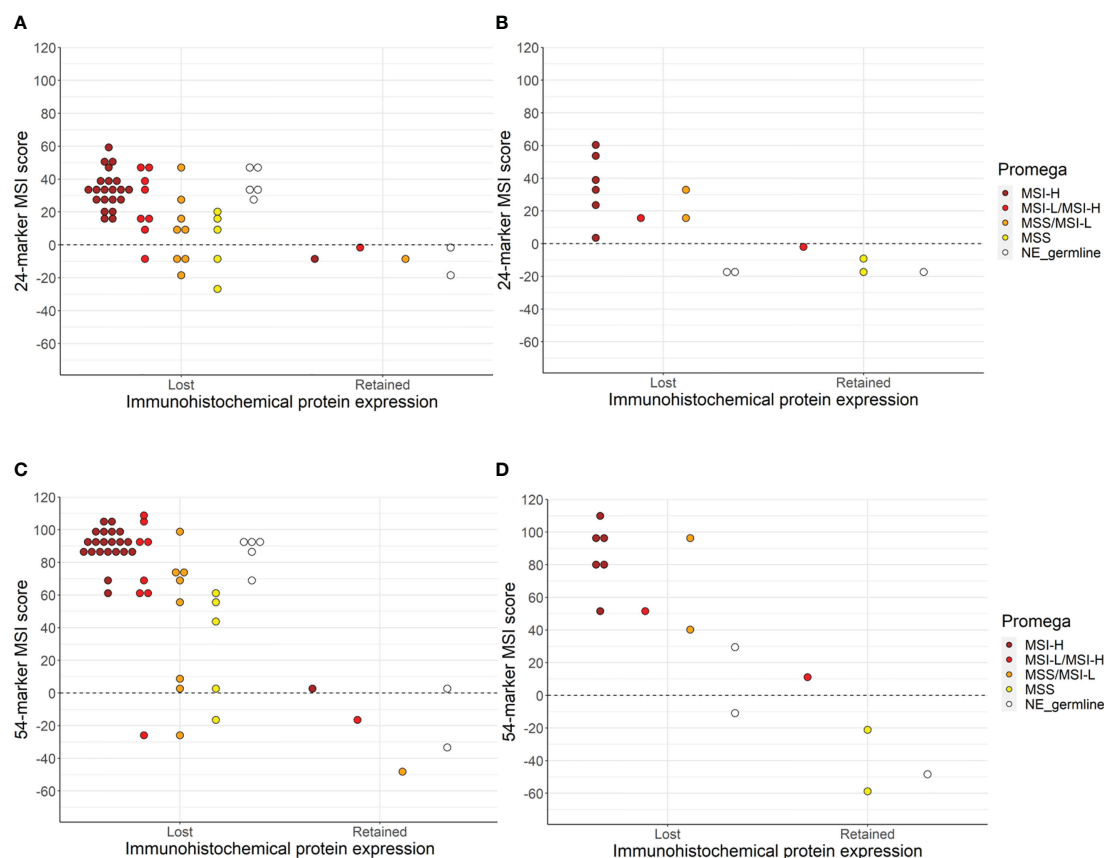 A
B
120
100
80
60
40
20
0
-20
-40
-60
24-marker MSI score
Lost
Retained
Immunohistochemical protein expression
120
100
80
60
40
20
0
-20
-40
-60
24-marker MSI score
Lost
Retained
Immunohistochemical protein expression
Promega
MSI-H
MSI-L/MSI-H
MSS/MSI-L
MSS
NE_germline
C
D
120
100
80
60
40
20
0
-20
-40
-60
54-marker MSI score
Lost
Retained
Immunohistochemical protein expression
120
100
80
60
40
20
0
-20
-40
-60
54-marker MSI score
Lost
Retained
Immunohistochemical protein expression
Promega
MSI-H
MSI-L/MSI-H
MSS/MSI-L
MSS
NE_germline